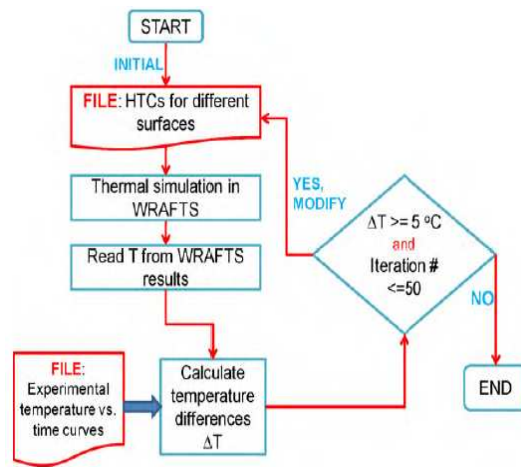 START
INITIAL
FILE: HTCs for different
surfaces
Thermal simulation in
WRAFTS
Read T from WRAFTS
results
FILE:
Experimental
temperature vs.
time curves
Calculate
temperature
differences
ΔT
YES,
MODIFY
ΔT >= 5 ºC
and
Iteration #
<=50
NO
END